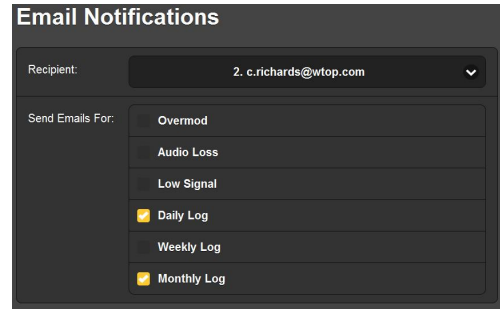 Email Notifications
Recipient:
2. c.richards@wtop.com
Send Emails For:
Overmod
Audio Loss
Low Signal
Daily Log
Weekly Log
Monthly Log